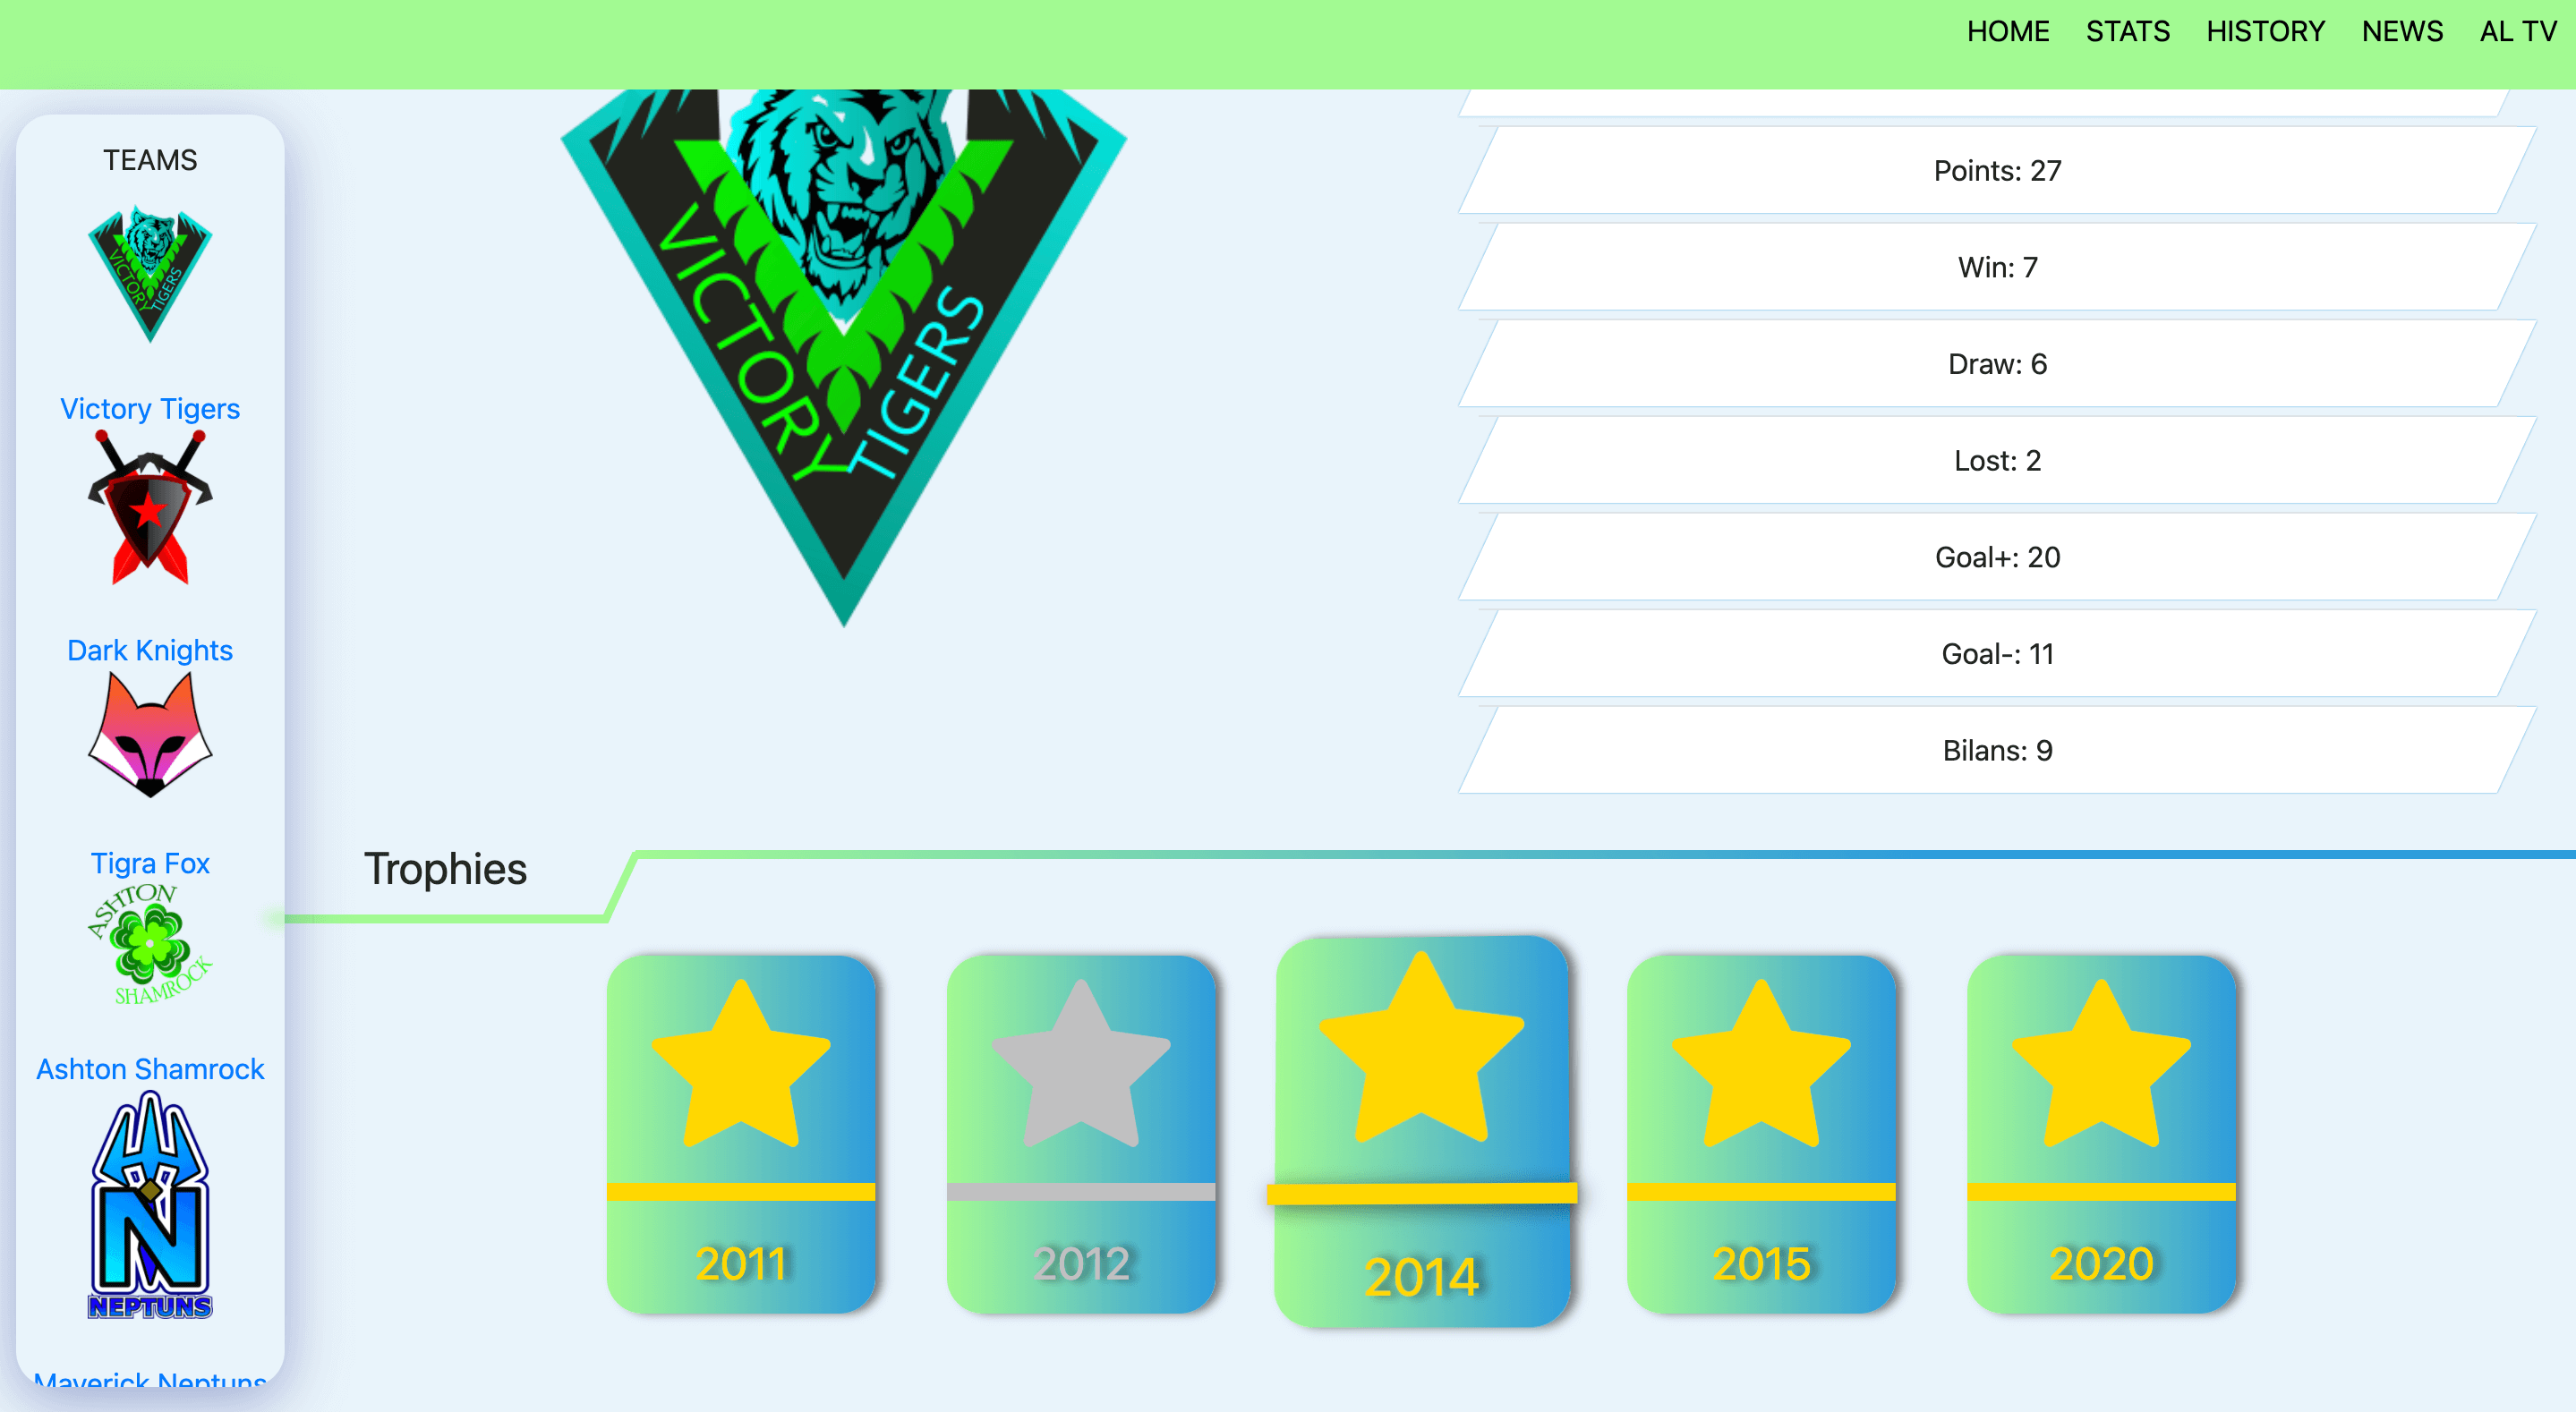 HOME STATS HISTORY NEWS AL TV
TEAMS
VICTORY TIGERS
Victory Tigers
Dark Knights
Tigra Fox
ASHTON
SHAMROCK
Ashton Shamrock
N
NEPTUNS
Maverick Neptuns
VICTORY
TIGERS
Points: 27
Win: 7
Draw: 6
Lost: 2
Goal+: 20
Goal-: 11
Bilans: 9
Trophies
2011
2012
2014
2015
2020